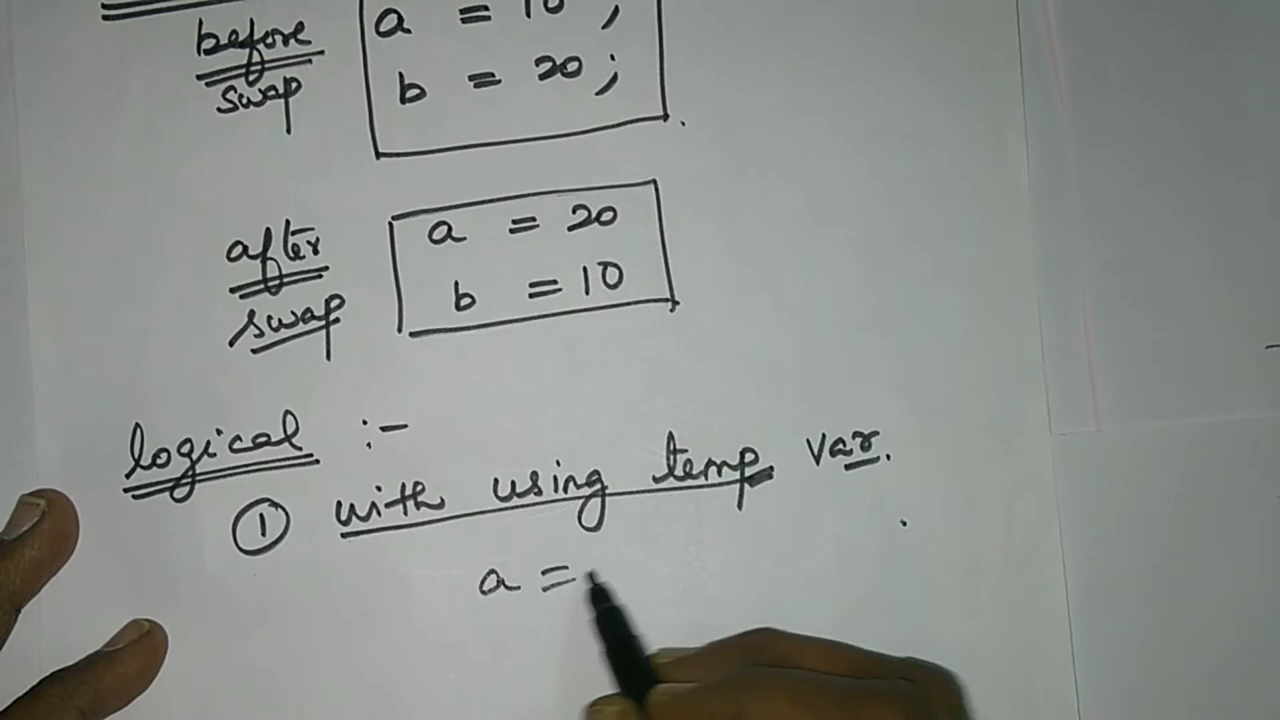 before
swap
a = 10 ;
b = 20 ;
after
swap
a = 20
b = 10
logical :-
① with using temp var.
a =